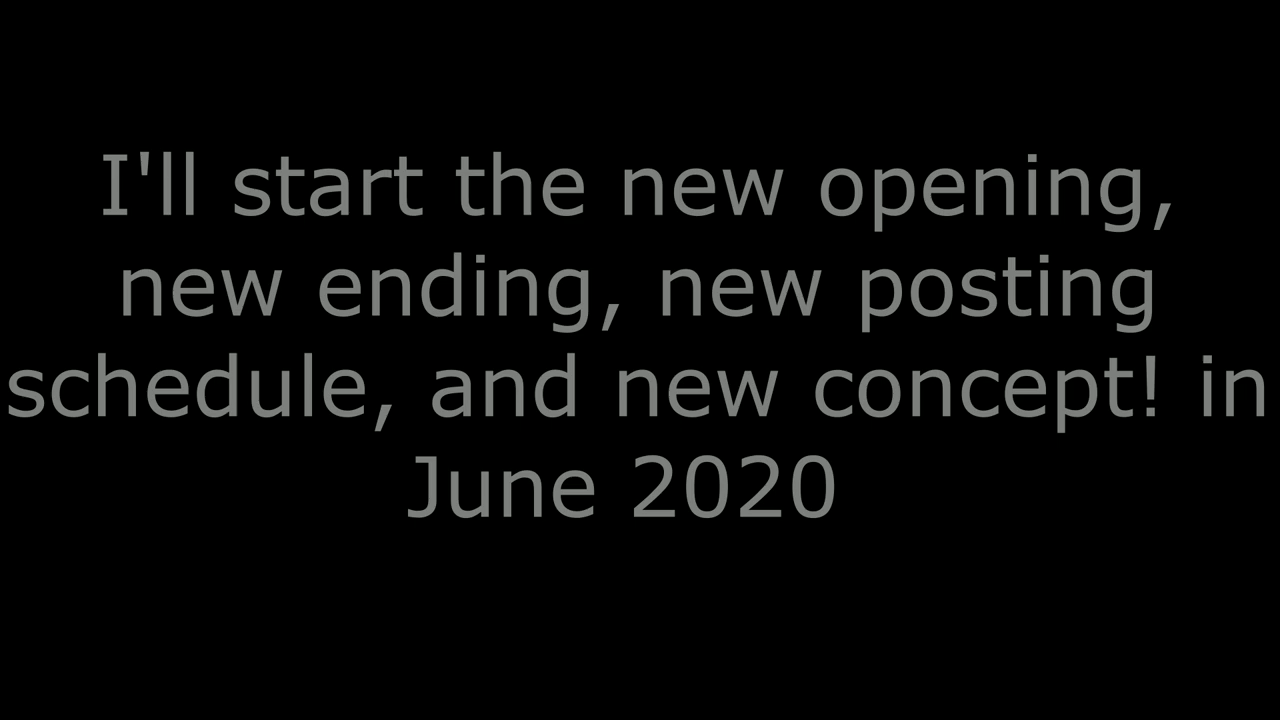 I'll start the new opening,
new ending, new posting
schedule, and new concept! in
June 2020